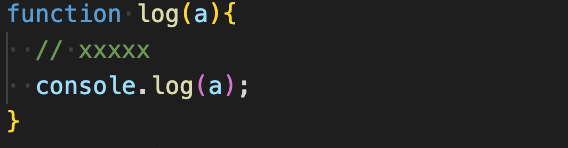 function log(a){
  // xxxxx
  console.log(a);
}